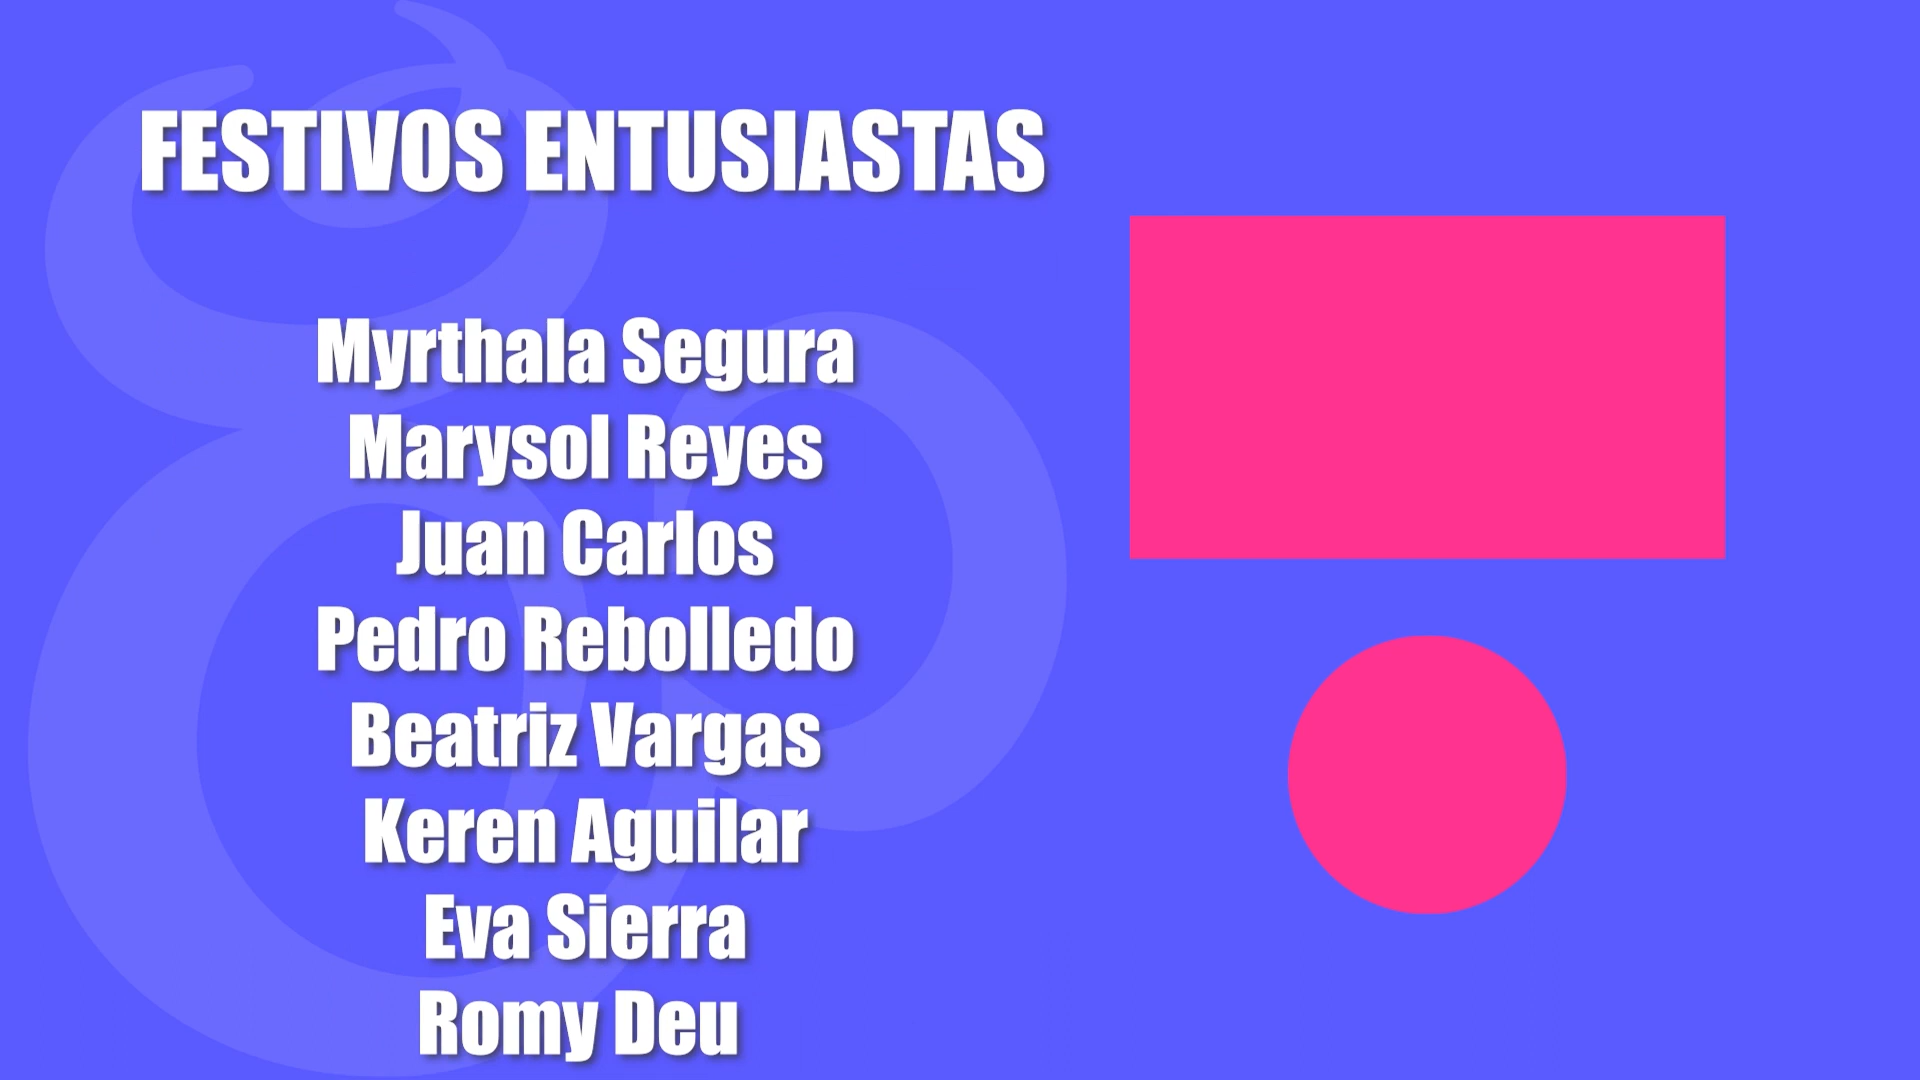 FESTIVOS ENTUSIASTAS
Myrthala Segura
Marysol Reyes
Juan Carlos
Pedro Rebolledo
Beatriz Vargas
Keren Aguilar
Eva Sierra
Romy Deu